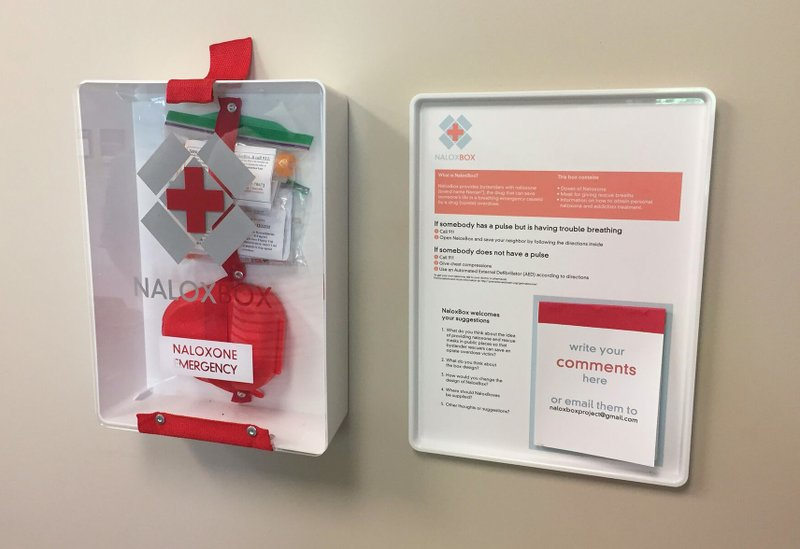 NALOXBOX
NALOXONE
EMERGENCY
NALOXBOX
What is NaloxBox?
NaloxBox provides bystanders with naloxone
(brand name Narcan®), the drug that can save
someone's life in a breathing emergency caused
by a drug (opiate) overdose.
This box contains
• Doses of Naloxone
• Mask for giving rescue breaths
• Information on how to obtain personal
naloxone and addiction treatment.
If somebody has a pulse but is having trouble breathing
1 Call 911
2 Open NaloxBox and save your neighbor by following the directions inside
If somebody does not have a pulse
1 Call 911
2 Give chest compressions
3 Use an Automated External Defibrillator (AED) according to directions
NaloxBox welcomes
your suggestions
1. What do you think about the idea
of providing naloxone and rescue
masks in public places so that
bystander rescuers can save an
opiate overdose victim?
2. What do you think about
the box design?
3. How would you change the
design of NaloxBox?
4. Where should NaloxBoxes
be supplied?
5. Other thoughts or suggestions?
write your
comments
here
or email them to
naloxboxproject@gmail.com